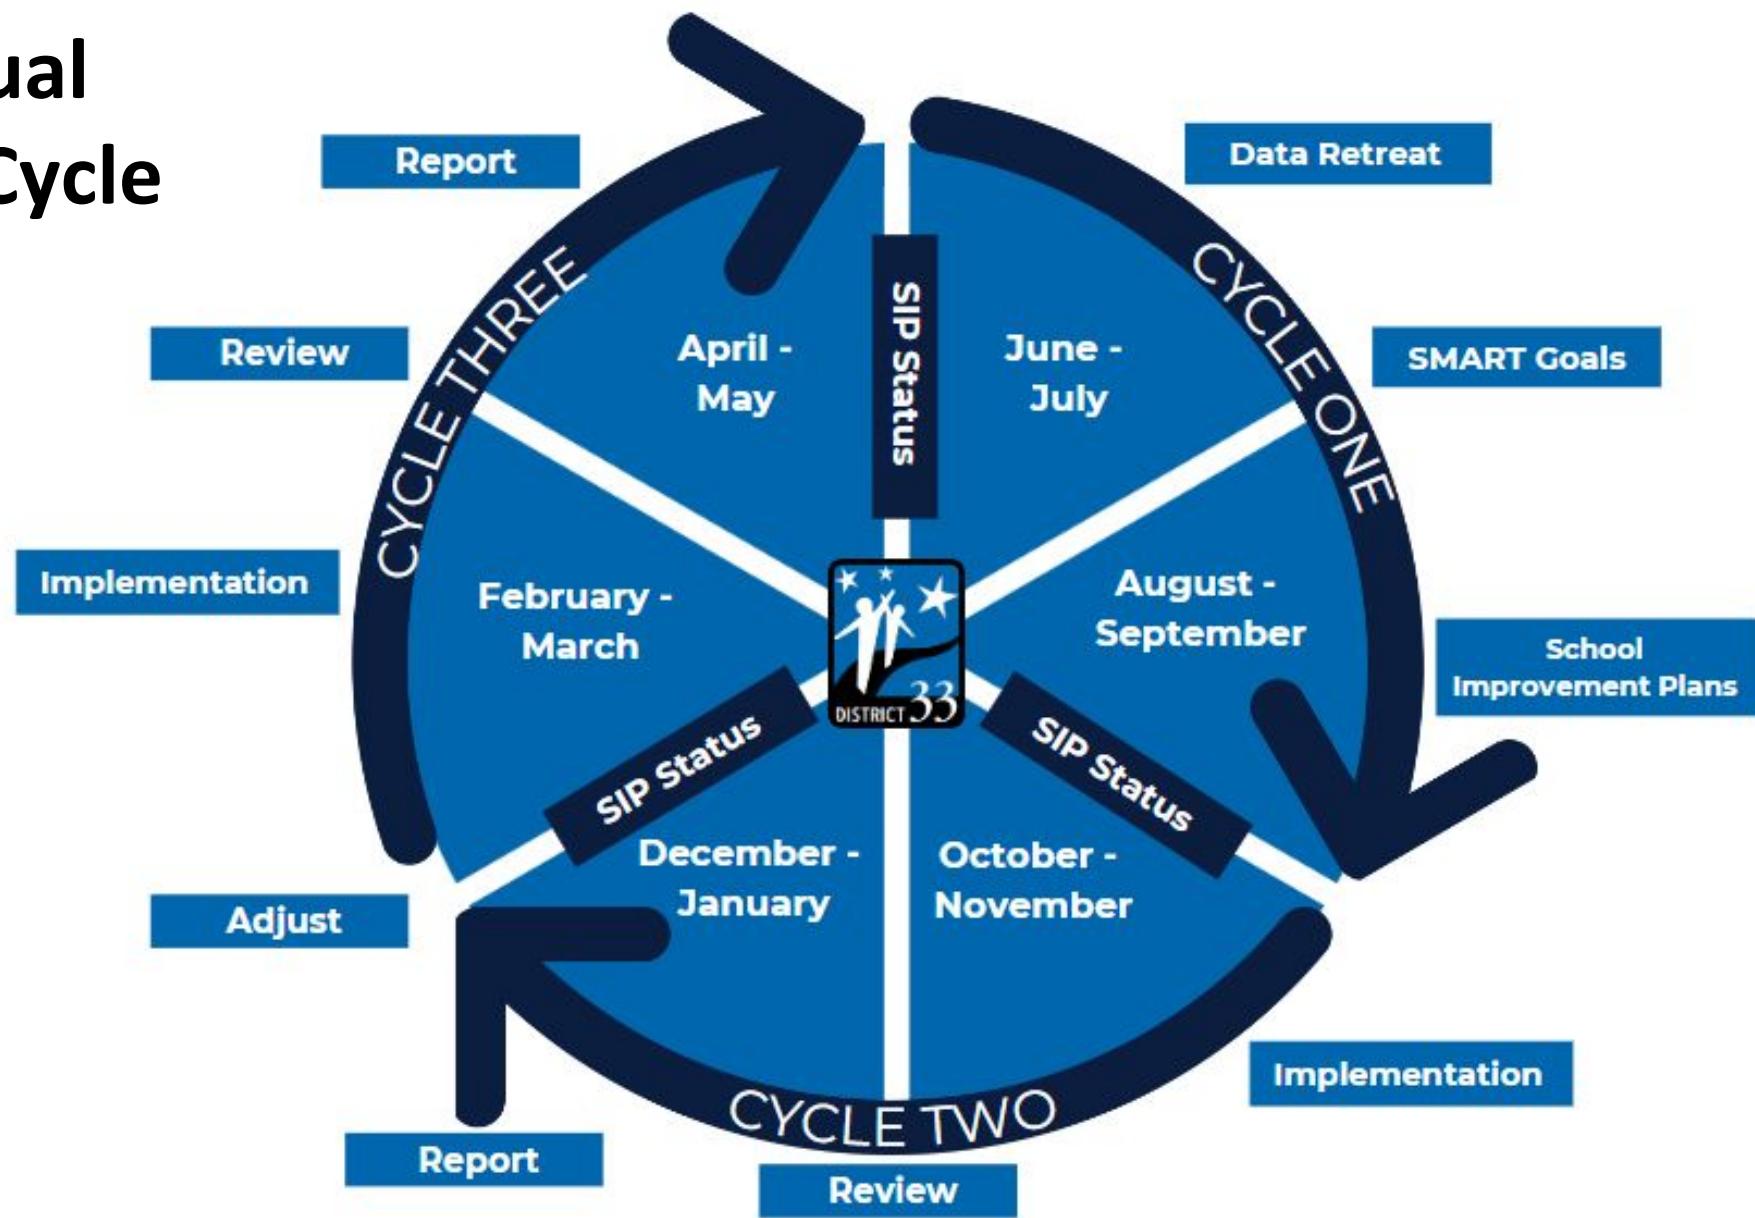 ual
Cycle
Report
Data Retreat
CYCLE THREE
CYCLE ONE
Review
SMART Goals
April -
May
SIP Status
June -
July
Implementation
February -
March
August -
September
School
Improvement Plans
DISTRICT 33
SIP Status
SIP Status
December -
January
October -
November
Adjust
Implementation
CYCLE TWO
Report
Review